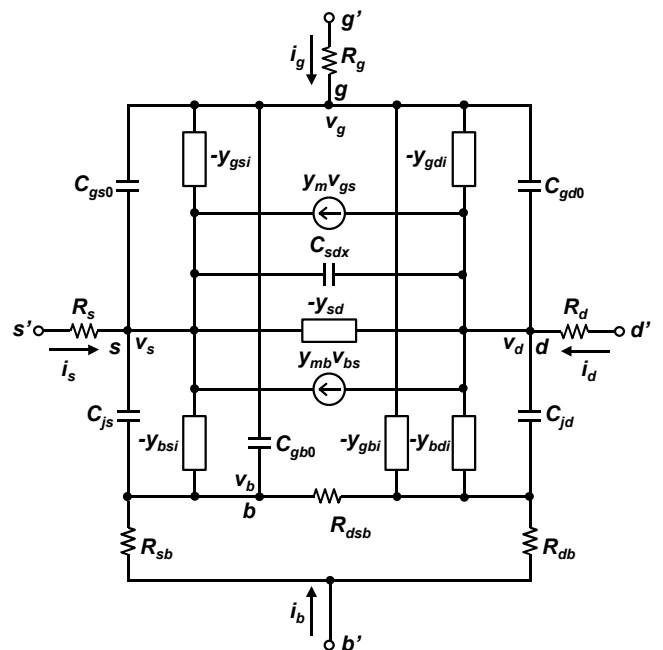 g'
i_g
R_g
g
v_g
-y_gsi
-y_gdi
C_gs0
y_m v_gs
C_gd0
C_sdx
R_s
-y_sd
R_d
s'
s
v_s
v_d
d
d'
i_s
y_mb v_bs
i_d
C_js
-y_bsi
C_gb0
-y_gbi
-y_bdi
C_jd
v_b
b
R_dsb
R_sb
R_db
i_b
b'